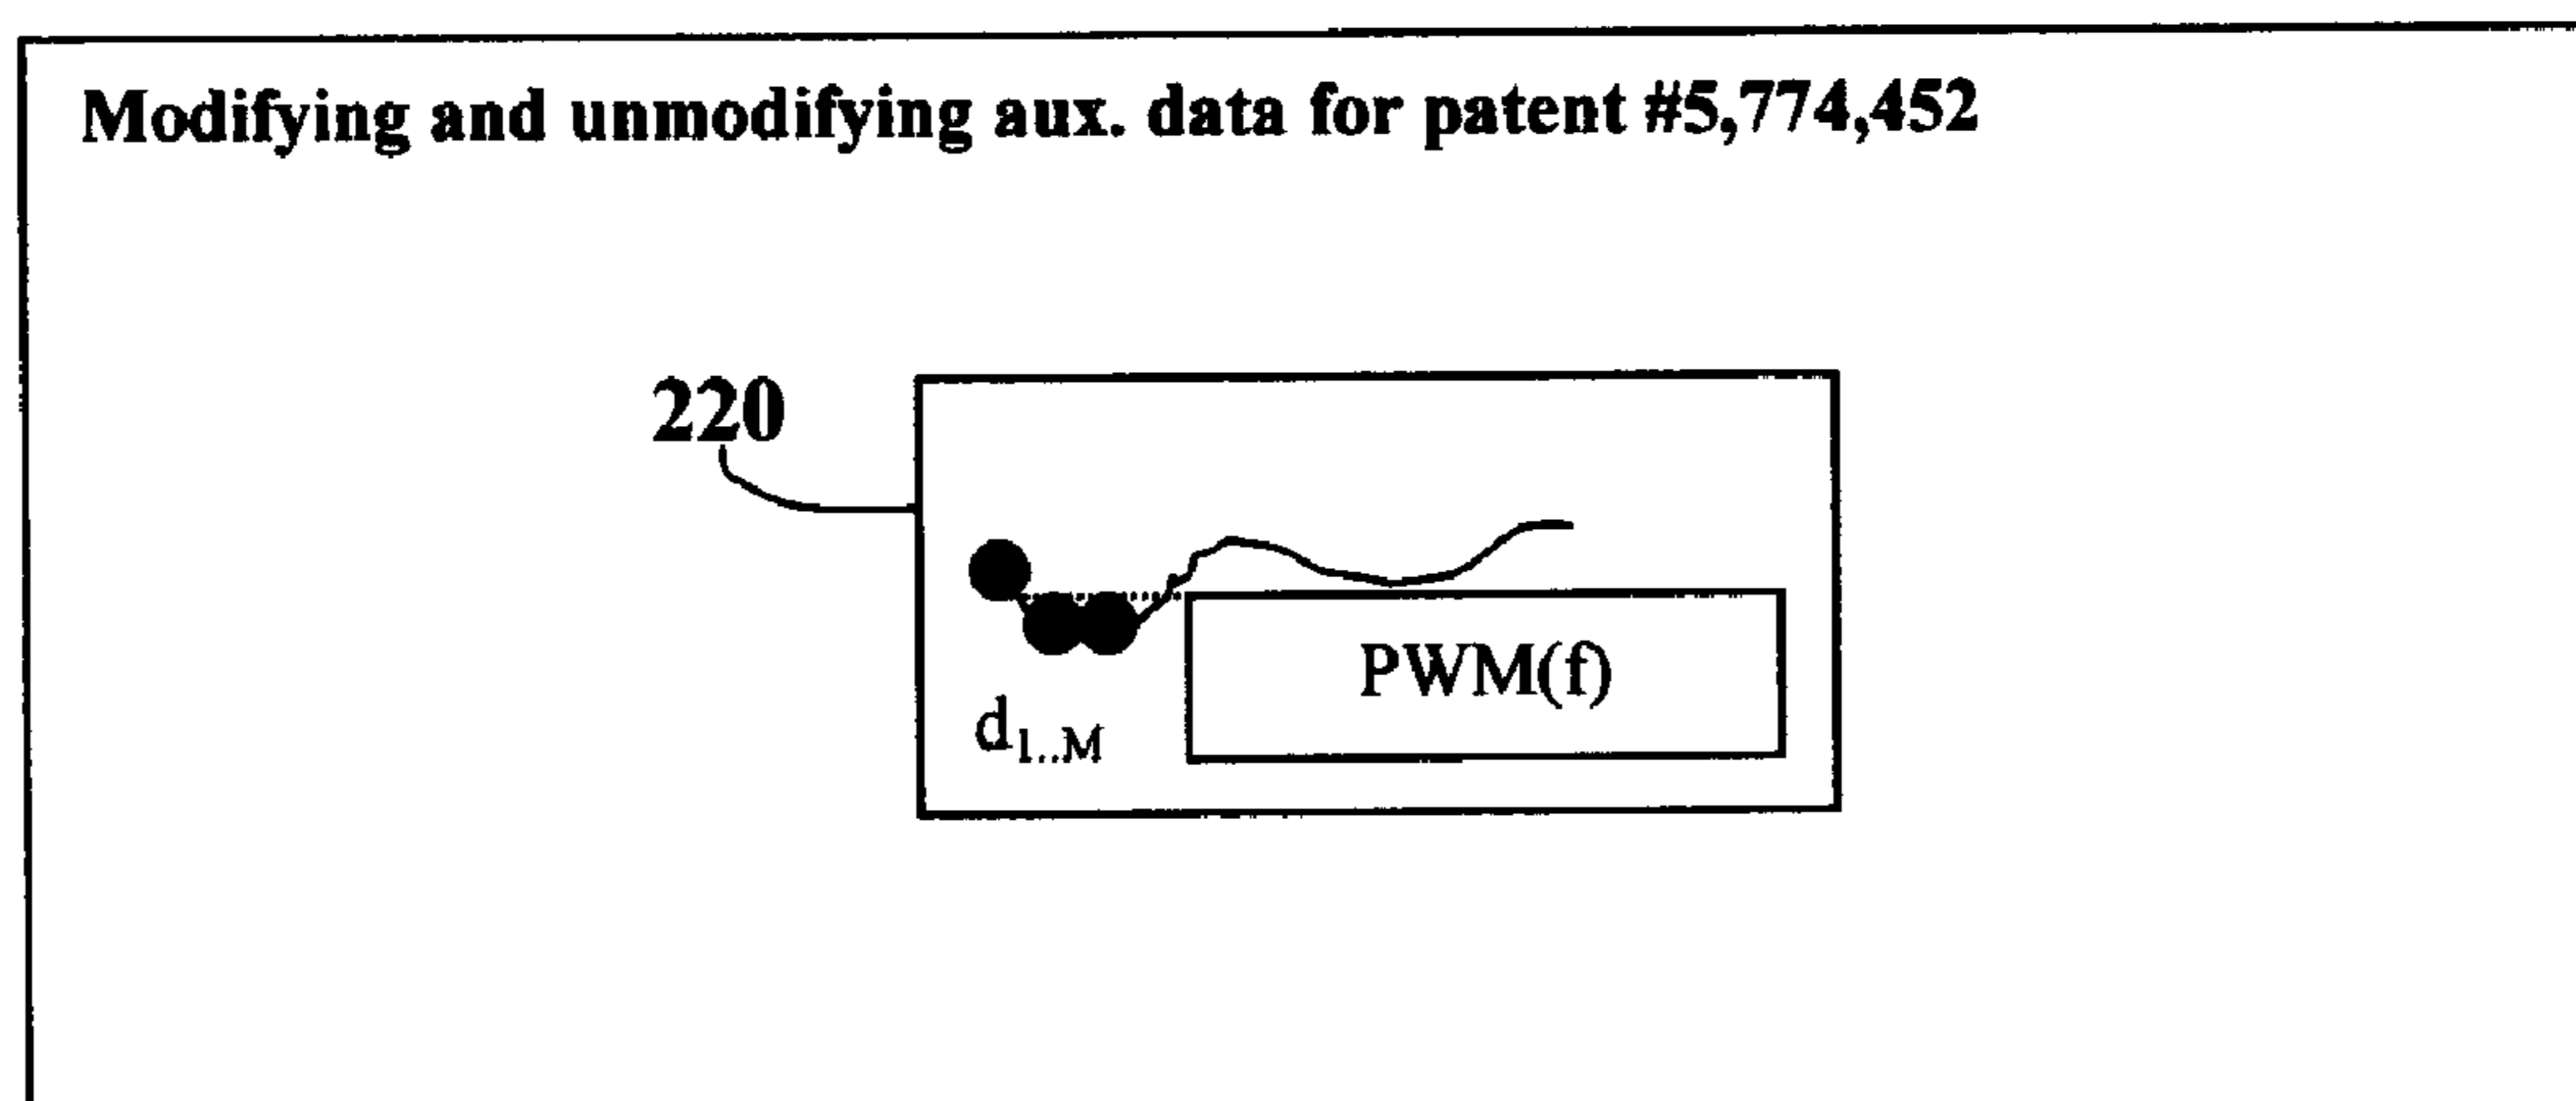 Modifying and unmodifying aux. data for patent #5,774,452
220
PWM(f)
d1..M